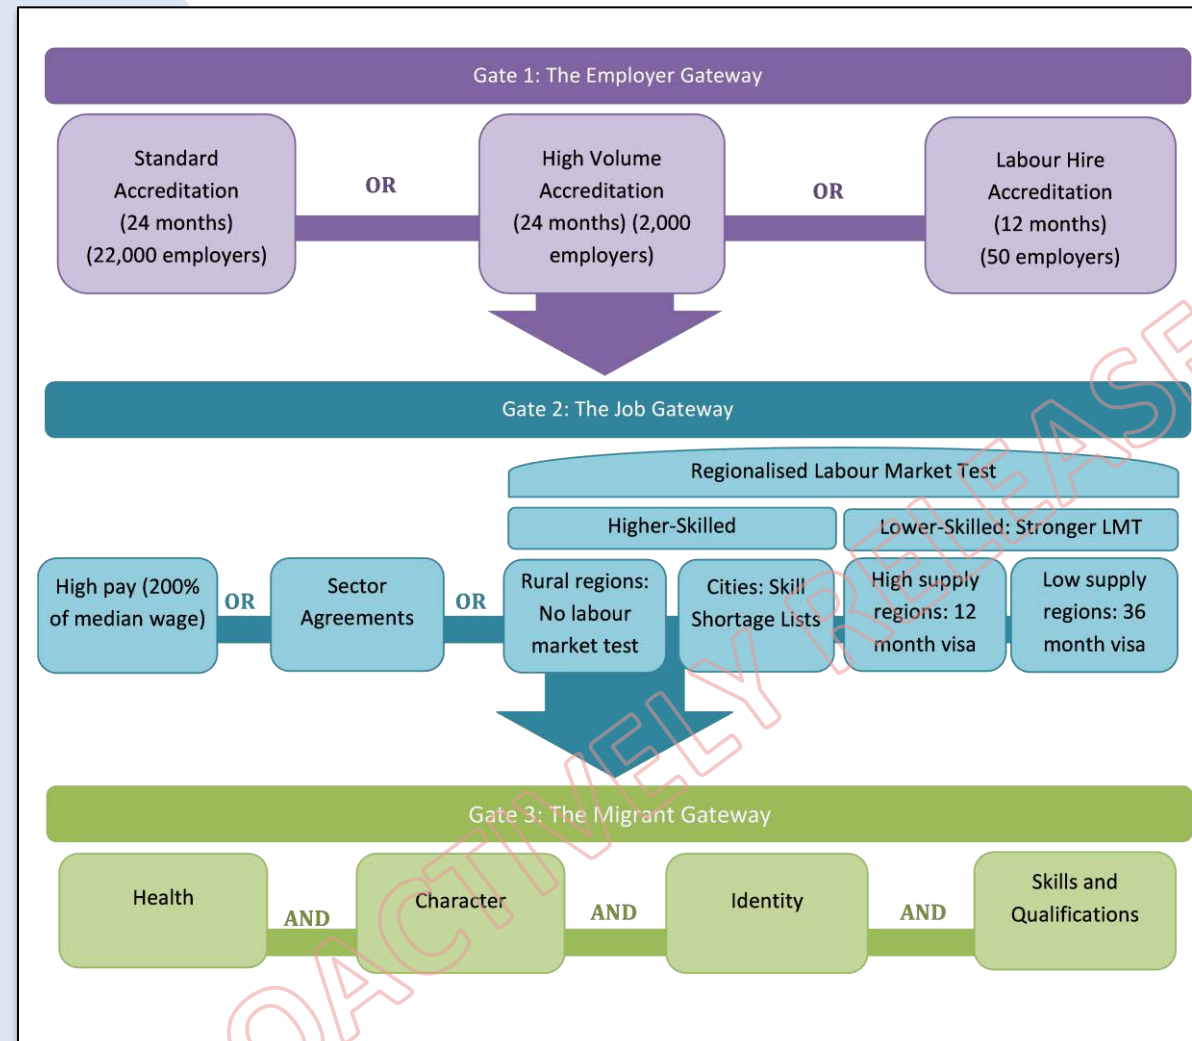 Gate 1: The Employer Gateway
Standard
Accreditation
(24 months)
(22,000 employers)
OR
High Volume
Accreditation
(24 months) (2,000
employers)
OR
Labour Hire
Accreditation
(12 months)
(50 employers)
Gate 2: The Job Gateway
Regionalised Labour Market Test
Higher-Skilled
Lower-Skilled: Stronger LMT
High pay (200%
of median wage)
OR
Sector
Agreements
OR
Rural regions:
No labour
market test
Cities: Skill
Shortage Lists
High supply
regions: 12
month visa
Low supply
regions: 36
month visa
Gate 3: The Migrant Gateway
Health
AND
Character
AND
Identity
AND
Skills and
Qualifications
OACTIVELY RELEASE